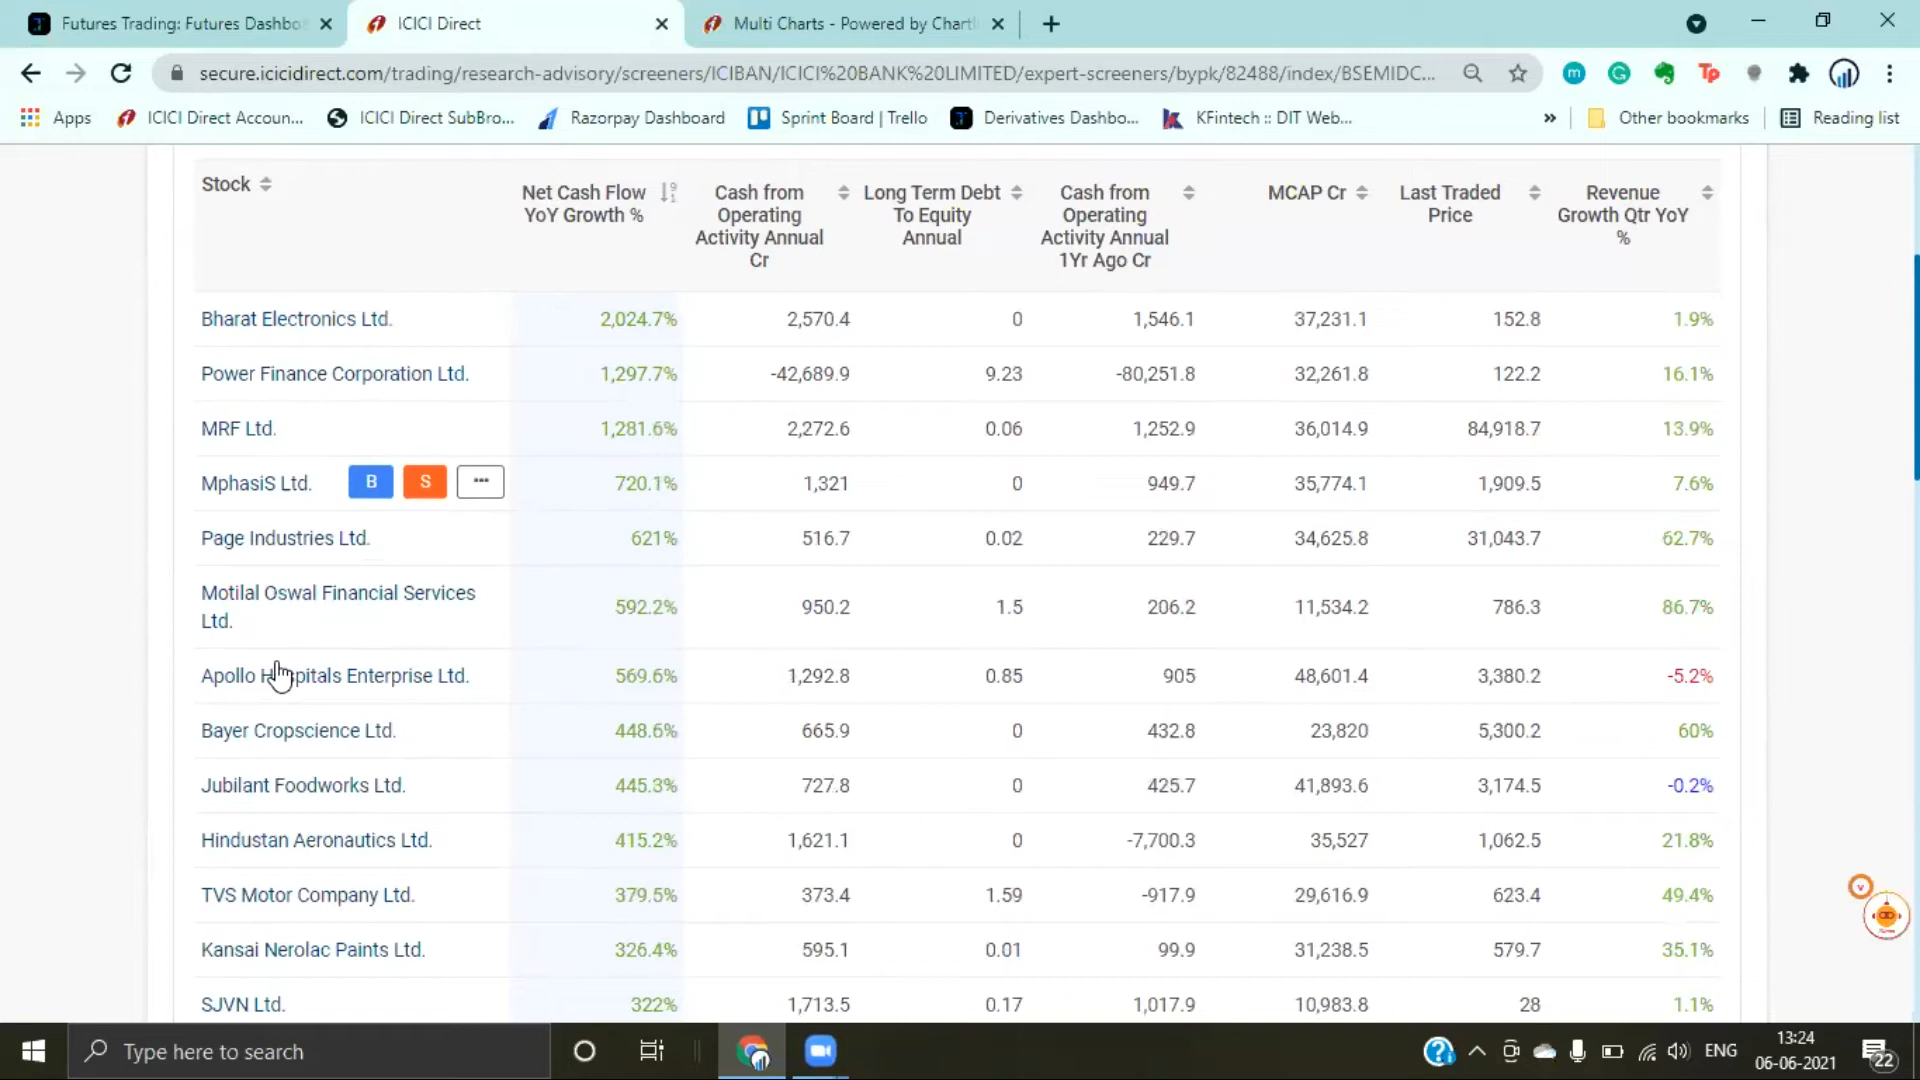 Futures Trading: Futures Dashbo
ICICI Direct
Multi Charts - Powered by Chartl
secure.icicidirect.com/trading/research-advisory/screeners/ICIBAN/ICICI%20BANK%20LIMITED/expert-screeners/bypk/82488/index/BSEMIDC...
Apps
ICICI Direct Accoun...
ICICI Direct SubBro...
Razorpay Dashboard
Sprint Board | Trello
Derivatives Dashbo...
KFintech :: DIT Web...
»
Other bookmarks
Reading list
Stock
Net Cash Flow
YoY Growth %
Cash from
Operating
Activity Annual
Cr
Long Term Debt
To Equity
Annual
Cash from
Operating
Activity Annual
1Yr Ago Cr
MCAP Cr
Last Traded
Price
Revenue
Growth Qtr YoY
%
Bharat Electronics Ltd. 2,024.7% 2,570.4 0 1,546.1 37,231.1 152.8 1.9%
Power Finance Corporation Ltd. 1,297.7% -42,689.9 9.23 -80,251.8 32,261.8 122.2 16.1%
MRF Ltd. 1,281.6% 2,272.6 0.06 1,252.9 36,014.9 84,918.7 13.9%
MphasiS Ltd. B S ... 720.1% 1,321 0 949.7 35,774.1 1,909.5 7.6%
Page Industries Ltd. 621% 516.7 0.02 229.7 34,625.8 31,043.7 62.7%
Motilal Oswal Financial Services
Ltd. 592.2% 950.2 1.5 206.2 11,534.2 786.3 86.7%
Apollo Hospitals Enterprise Ltd. 569.6% 1,292.8 0.85 905 48,601.4 3,380.2 -5.2%
Bayer Cropscience Ltd. 448.6% 665.9 0 432.8 23,820 5,300.2 60%
Jubilant Foodworks Ltd. 445.3% 727.8 0 425.7 41,893.6 3,174.5 -0.2%
Hindustan Aeronautics Ltd. 415.2% 1,621.1 0 -7,700.3 35,527 1,062.5 21.8%
TVS Motor Company Ltd. 379.5% 373.4 1.59 -917.9 29,616.9 623.4 49.4%
Kansai Nerolac Paints Ltd. 326.4% 595.1 0.01 99.9 31,238.5 579.7 35.1%
SJVN Ltd. 322% 1,713.5 0.17 1,017.9 10,983.8 28 1.1%
Type here to search
ENG
13:24
06-06-2021
22